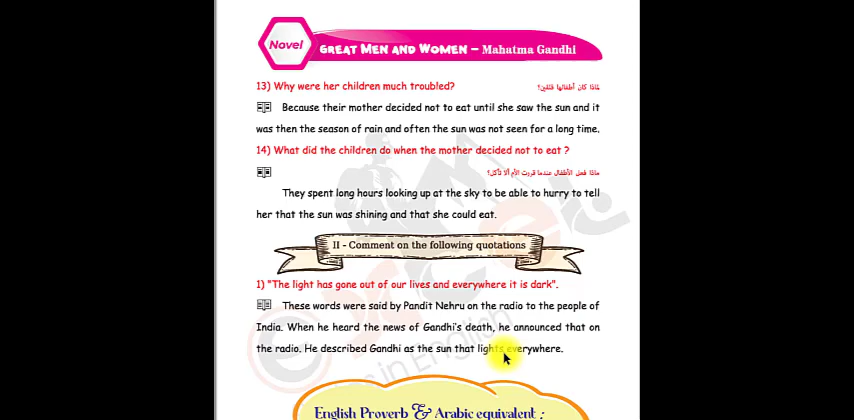 Novel
GREAT MEN AND WOMEN – Mahatma Gandhi
13) Why were her children much troubled? لماذا كان أطفالها قلقين؟
Because their mother decided not to eat until she saw the sun and it
was then the season of rain and often the sun was not seen for a long time.
14) What did the children do when the mother decided not to eat ?
ماذا فعل الأطفال عندما قررت الأم ألا تأكل؟
They spent long hours looking up at the sky to be able to hurry to tell
her that the sun was shining and that she could eat.
II - Comment on the following quotations
1) "The light has gone out of our lives and everywhere it is dark".
These words were said by Pandit Nehru on the radio to the people of
India. When he heard the news of Gandhi's death, he announced that on
the radio. He described Gandhi as the sun that lights everywhere.
in English
English Proverb & Arabic equivalent :